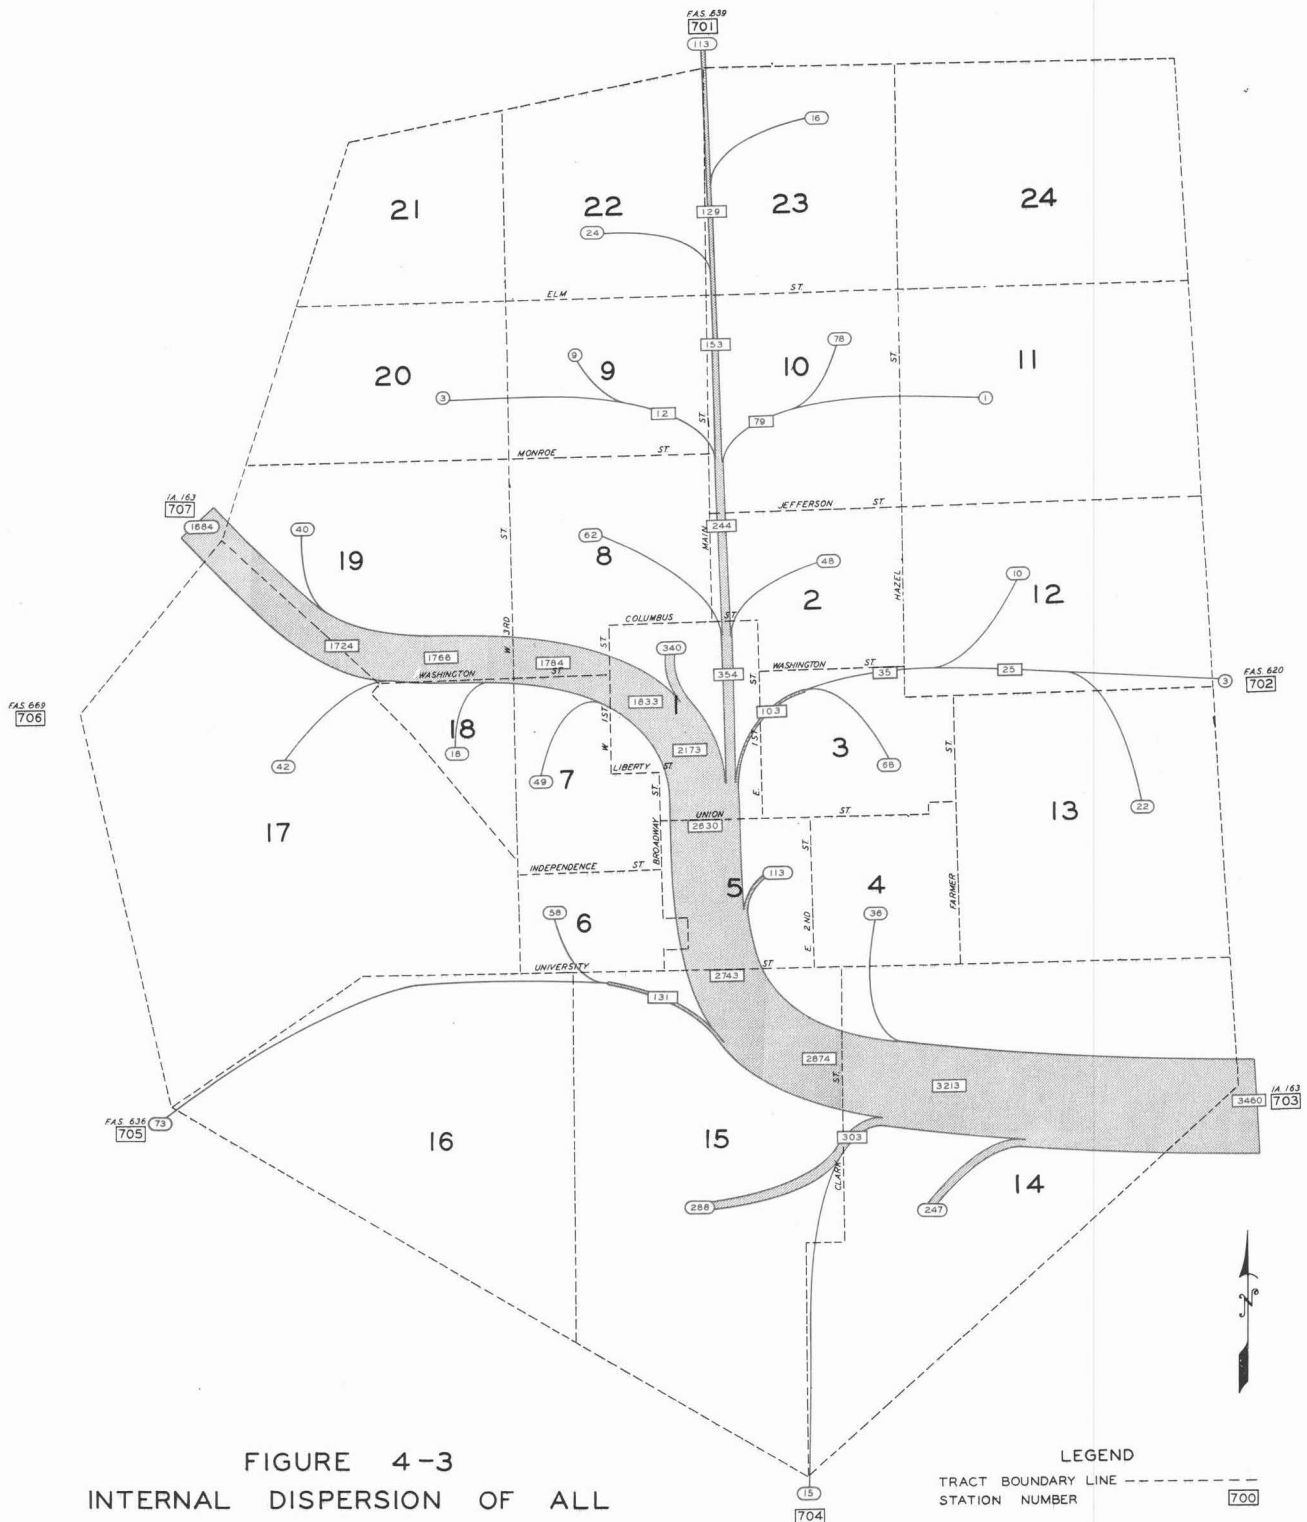 FAS 639
701
113
16
21
22
23
24
129
24
ELM ST.
153
78
9
9
10
ST.
11
20
3
12
ST.
79
1
MONROE ST.
IA. 163
707
1684
JEFFERSON ST.
40
ST.
62
244
MAIN
19
8
48
2
HAZEL
10
12
COLUMBUS ST.
W 3RD
ST.
340
1724
1766
1784
WASHINGTON ST.
354
ST.
WASHINGTON ST.
35
25
3
FAS 620
702
FAS 669
706
1833
1
103
W 1ST
18
18
42
2173
E. 1ST
3
ST.
68
LIBERTY ST.
49
7
ST.
22
13
17
UNION ST.
2630
BROADWAY
ST.
INDEPENDENCE ST.
5
113
4
FARMER
58
6
E 2ND
36
UNIVERSITY ST.
2743
131
2874
ST.
3213
3460
IA. 163
703
FAS 636
705
73
16
15
303
CLARK
14
288
247
N
15
704
FIGURE 4-3
INTERNAL DISPERSION OF ALL
LEGEND
TRACT BOUNDARY LINE
STATION NUMBER 700